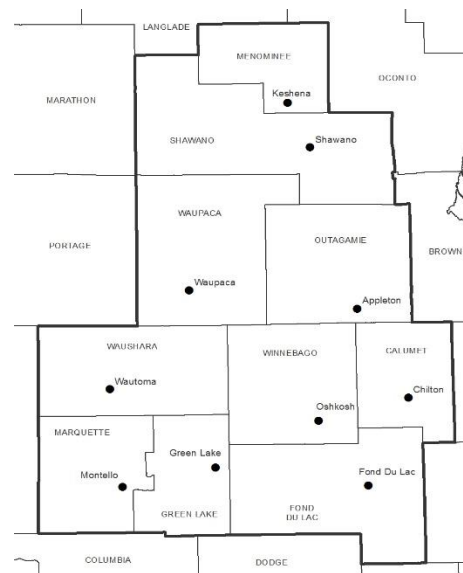 LANGLADE
MENOMINEE
OCONTO
Keshena
MARATHON
SHAWANO
Shawano
WAUPACA
OUTAGAMIE
PORTAGE
BROWN
Waupaca
Appleton
WAUSHARA
WINNEBAGO
CALUMET
Wautoma
Chilton
Oshkosh
MARQUETTE
Green Lake
Fond Du Lac
Montello
GREEN LAKE
FOND
DU LAC
COLUMBIA
DODGE